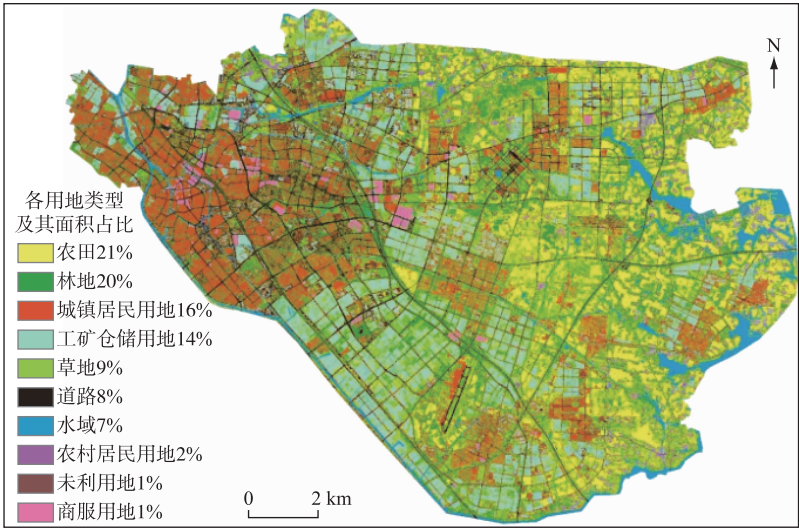 N
各用地类型
及其面积占比
农田21%
林地20%
城镇居民用地16%
工矿仓储用地14%
草地9%
道路8%
水域7%
农村居民用地2%
未利用地1%
商服用地1%
0 2 km